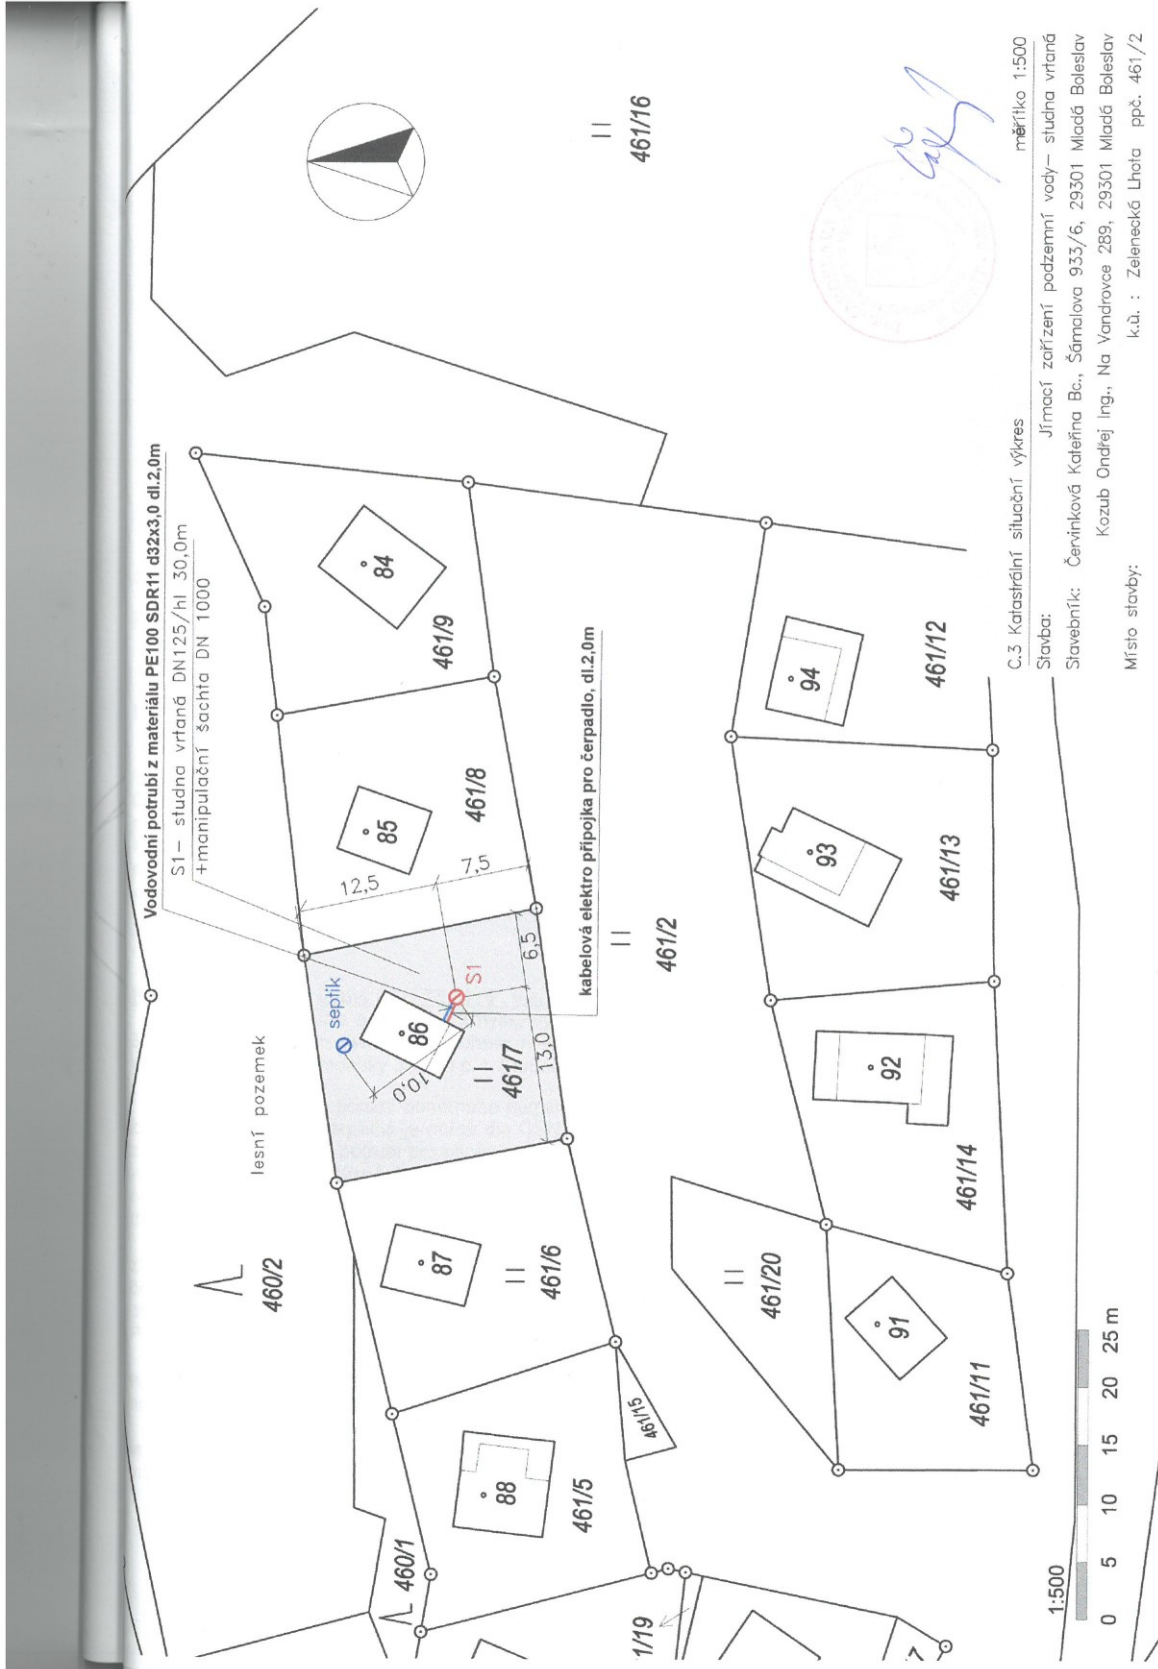 Vodovodní potrubí z materiálu PE100 SDR11 d32x3,0 dl.2,0m
S1– studna vrtaná DN125/hl 30,0m
+manipulační šachta DN 1000
lesní pozemek
460/2
septik
S1
12,5
7,5
6,5
13,0
10,0
84
461/9
85
461/8
86
461/7
87
461/6
88
461/5
460/1
461/15
1/19
kabelová elektro přípojka pro čerpadlo, dl.2,0m
461/2
461/16
94
461/12
93
461/13
92
461/14
461/20
91
461/11
7
1:500
0 5 10 15 20 25 m
C.3 Katastrální situační výkres měřítko 1:500
Stavba: Jímací zařízení podzemní vody– studna vrtaná
Stavebník: Červinková Kateřina Bc., Šámalova 933/6, 29301 Mladá Boleslav
Kozub Ondřej Ing., Na Vandrovce 289, 29301 Mladá Boleslav
Místo stavby: k.ú. : Zelenecká Lhota ppč. 461/2